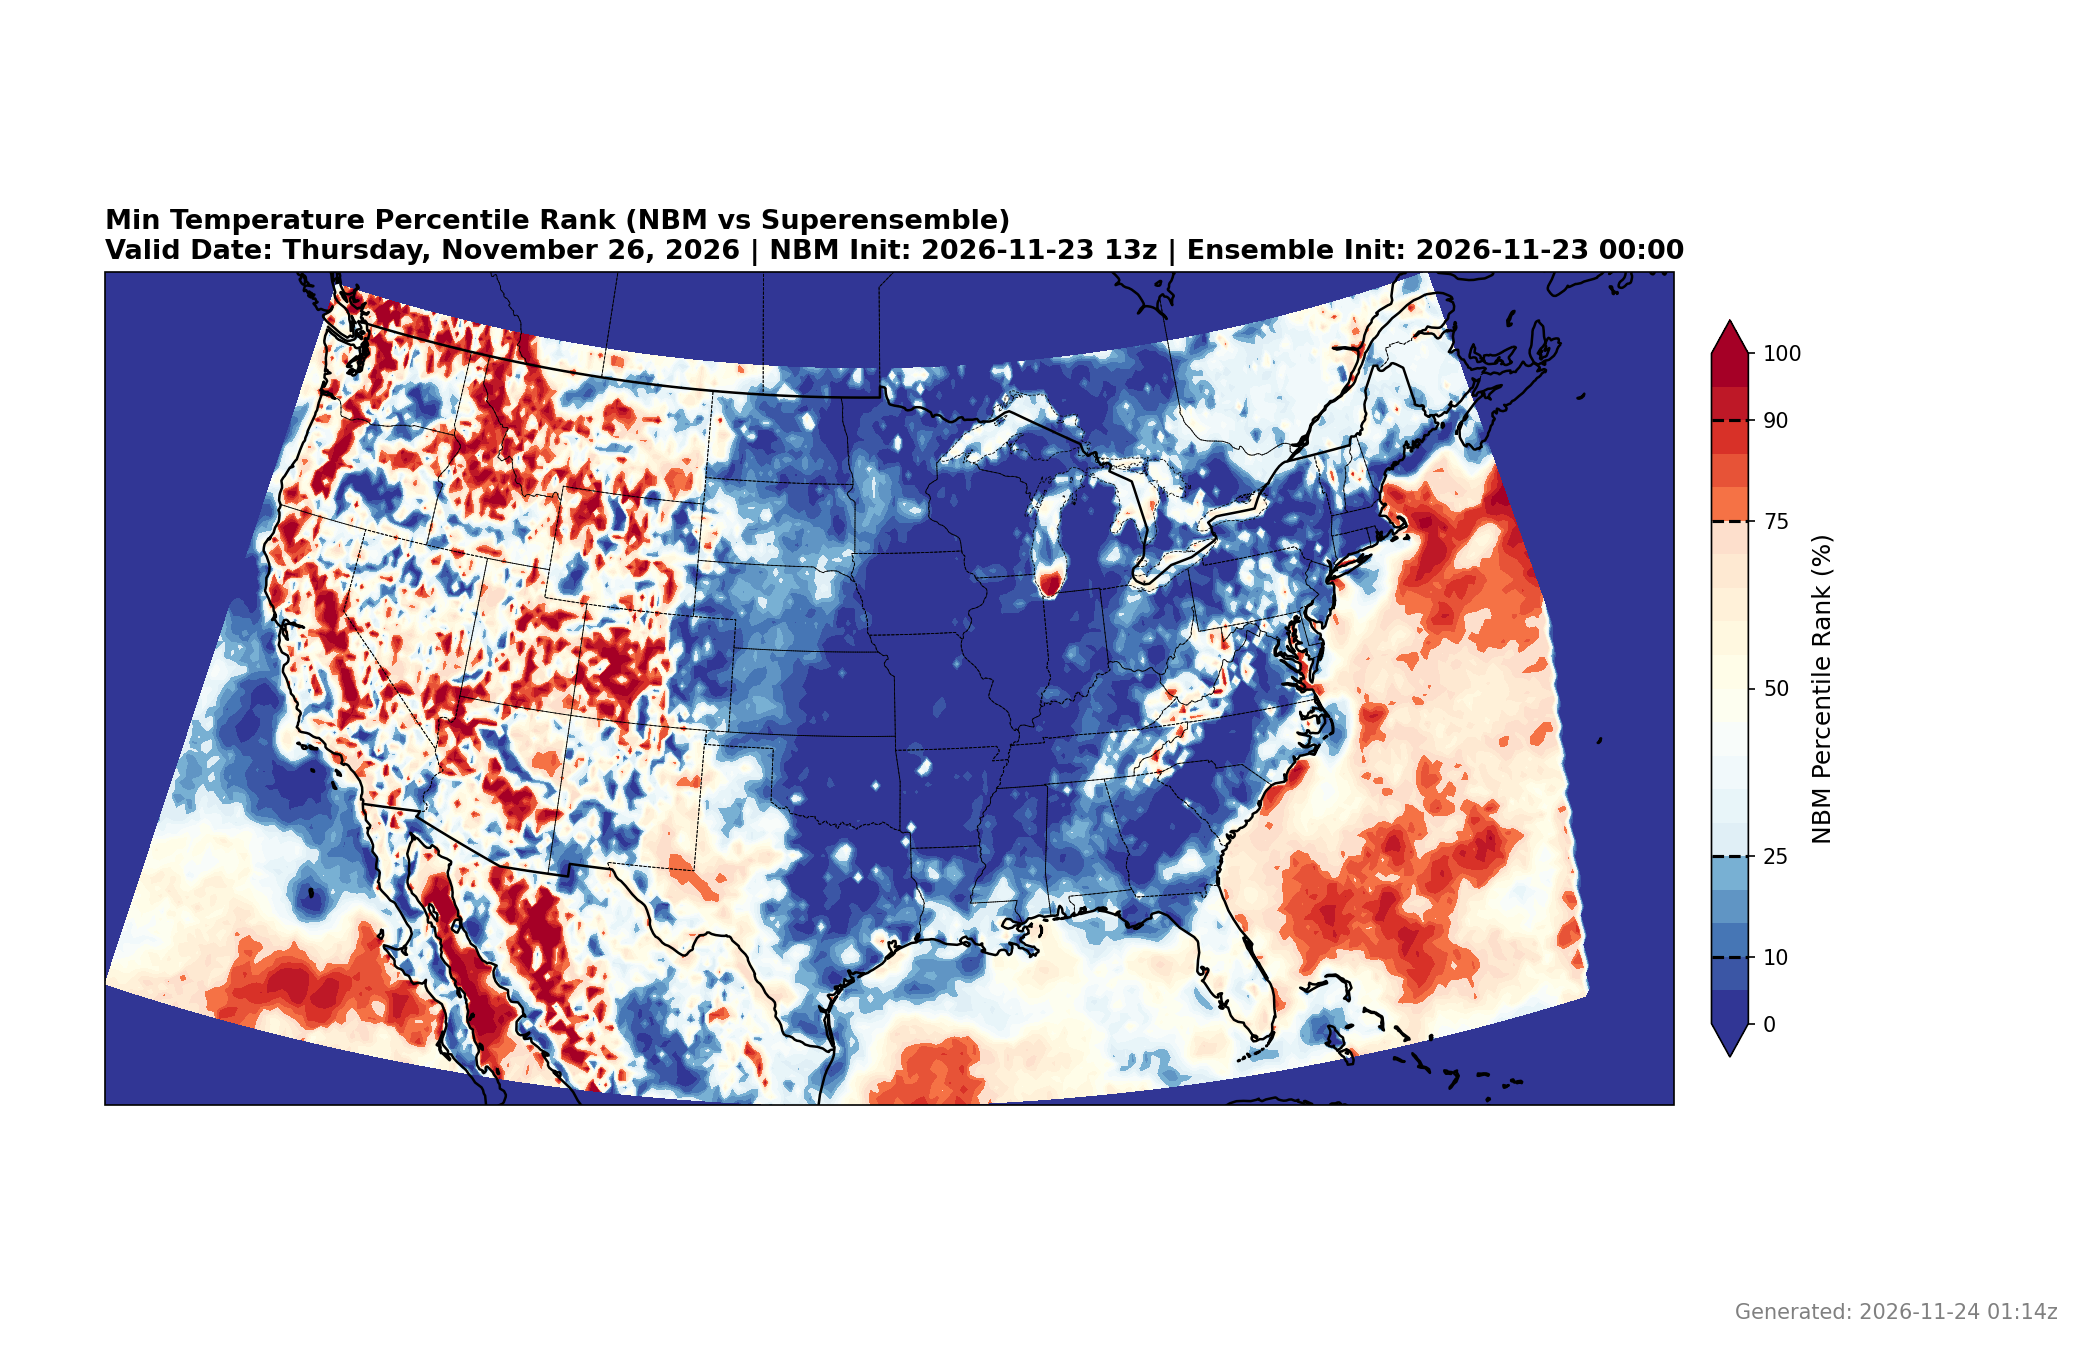 Min Temperature Percentile Rank (NBM vs Superensemble)
Valid Date: Thursday, November 26, 2026 | NBM Init: 2026-11-23 13z | Ensemble Init: 2026-11-23 00:00
100
90
75
50
25
10
0
NBM Percentile Rank (%)
Generated: 2026-11-24 01:14z